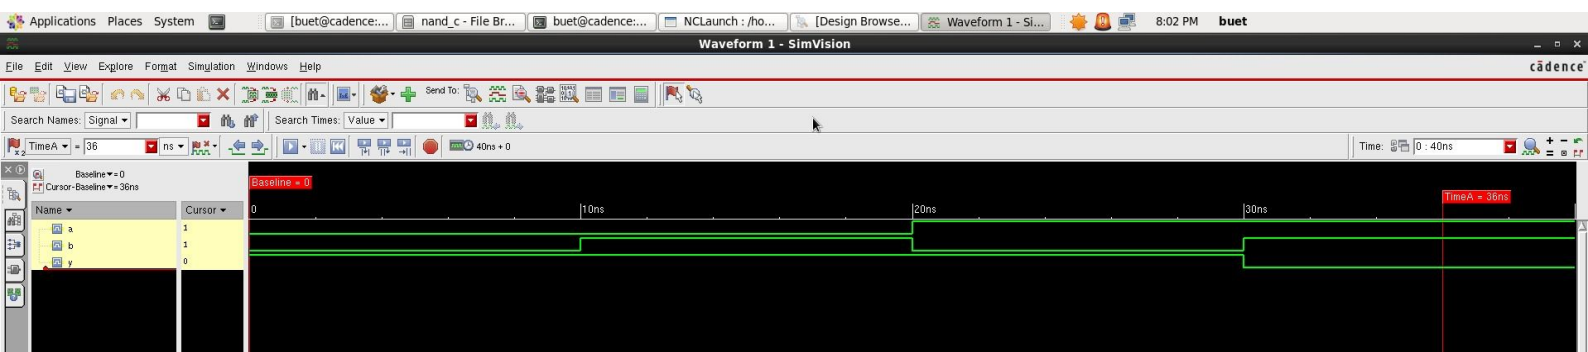 Applications Places System [buet@cadence:... nand_c - File Br... buet@cadence:... NCLaunch : /ho... [Design Browse... Waveform 1 - Si... 8:02 PM buet
Waveform 1 - SimVision
File Edit View Explore Format Simulation Windows Help cādence
Send To:
Search Names: Signal Search Times: Value
TimeA = 36 ns 40ns + 0 Time: 0 : 40ns
Baseline = 0
Cursor-Baseline = 36ns
Baseline = 0
TimeA = 36ns
Name Cursor 0 10ns 20ns 30ns
a 1
b 1
y 0